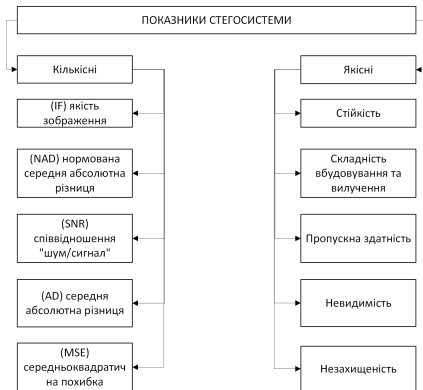 ПОКАЗНИКИ СТЕГОСИСТЕМИ
Кількісні
(IF) якість
зображення
(NAD) нормована
середня абсолютна
різниця
(SNR)
співвідношення
"шум/сигнал"
(AD) середня
абсолютна різниця
(MSE)
середньоквадратич
на похибка
Якісні
Стійкість
Складність
вбудовування та
вилучення
Пропускна здатність
Невидимість
Незахищеність